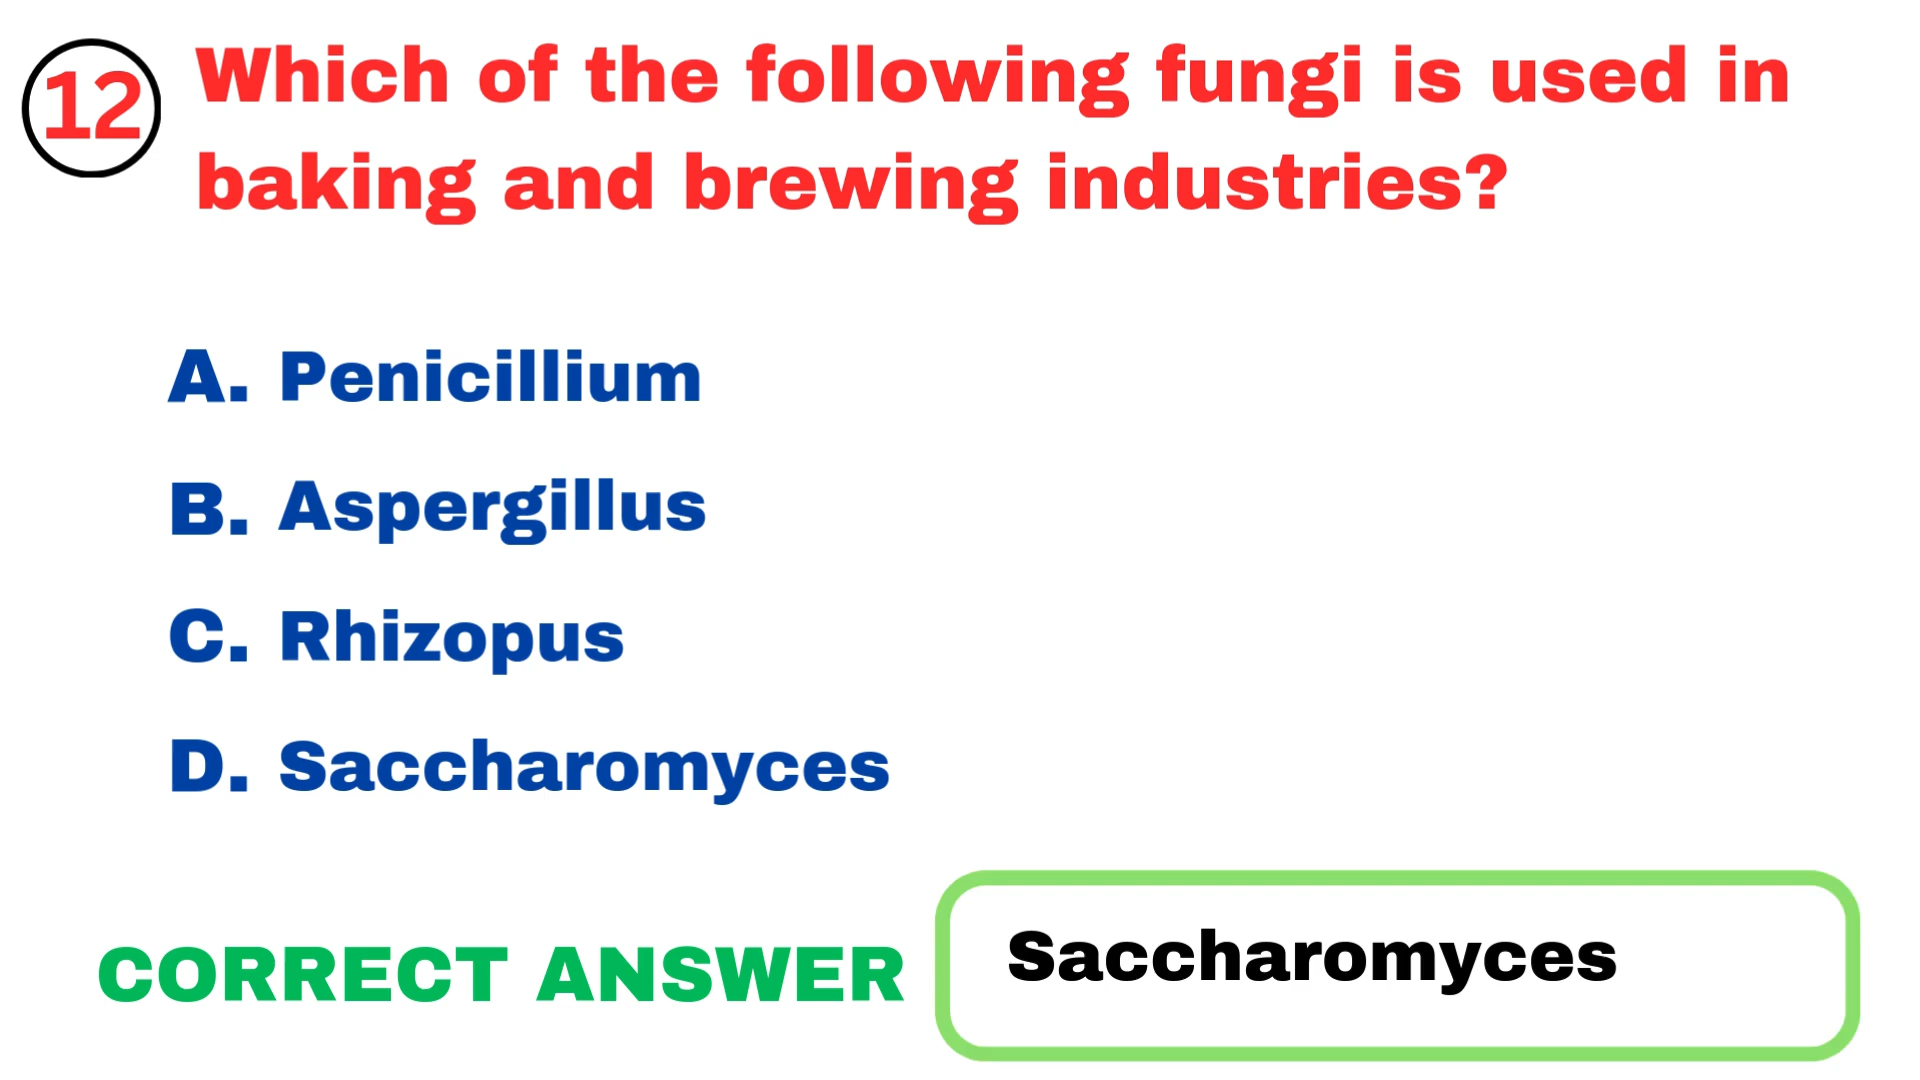 12 Which of the following fungi is used in
baking and brewing industries?
A. Penicillium
B. Aspergillus
C. Rhizopus
D. Saccharomyces
CORRECT ANSWER Saccharomyces